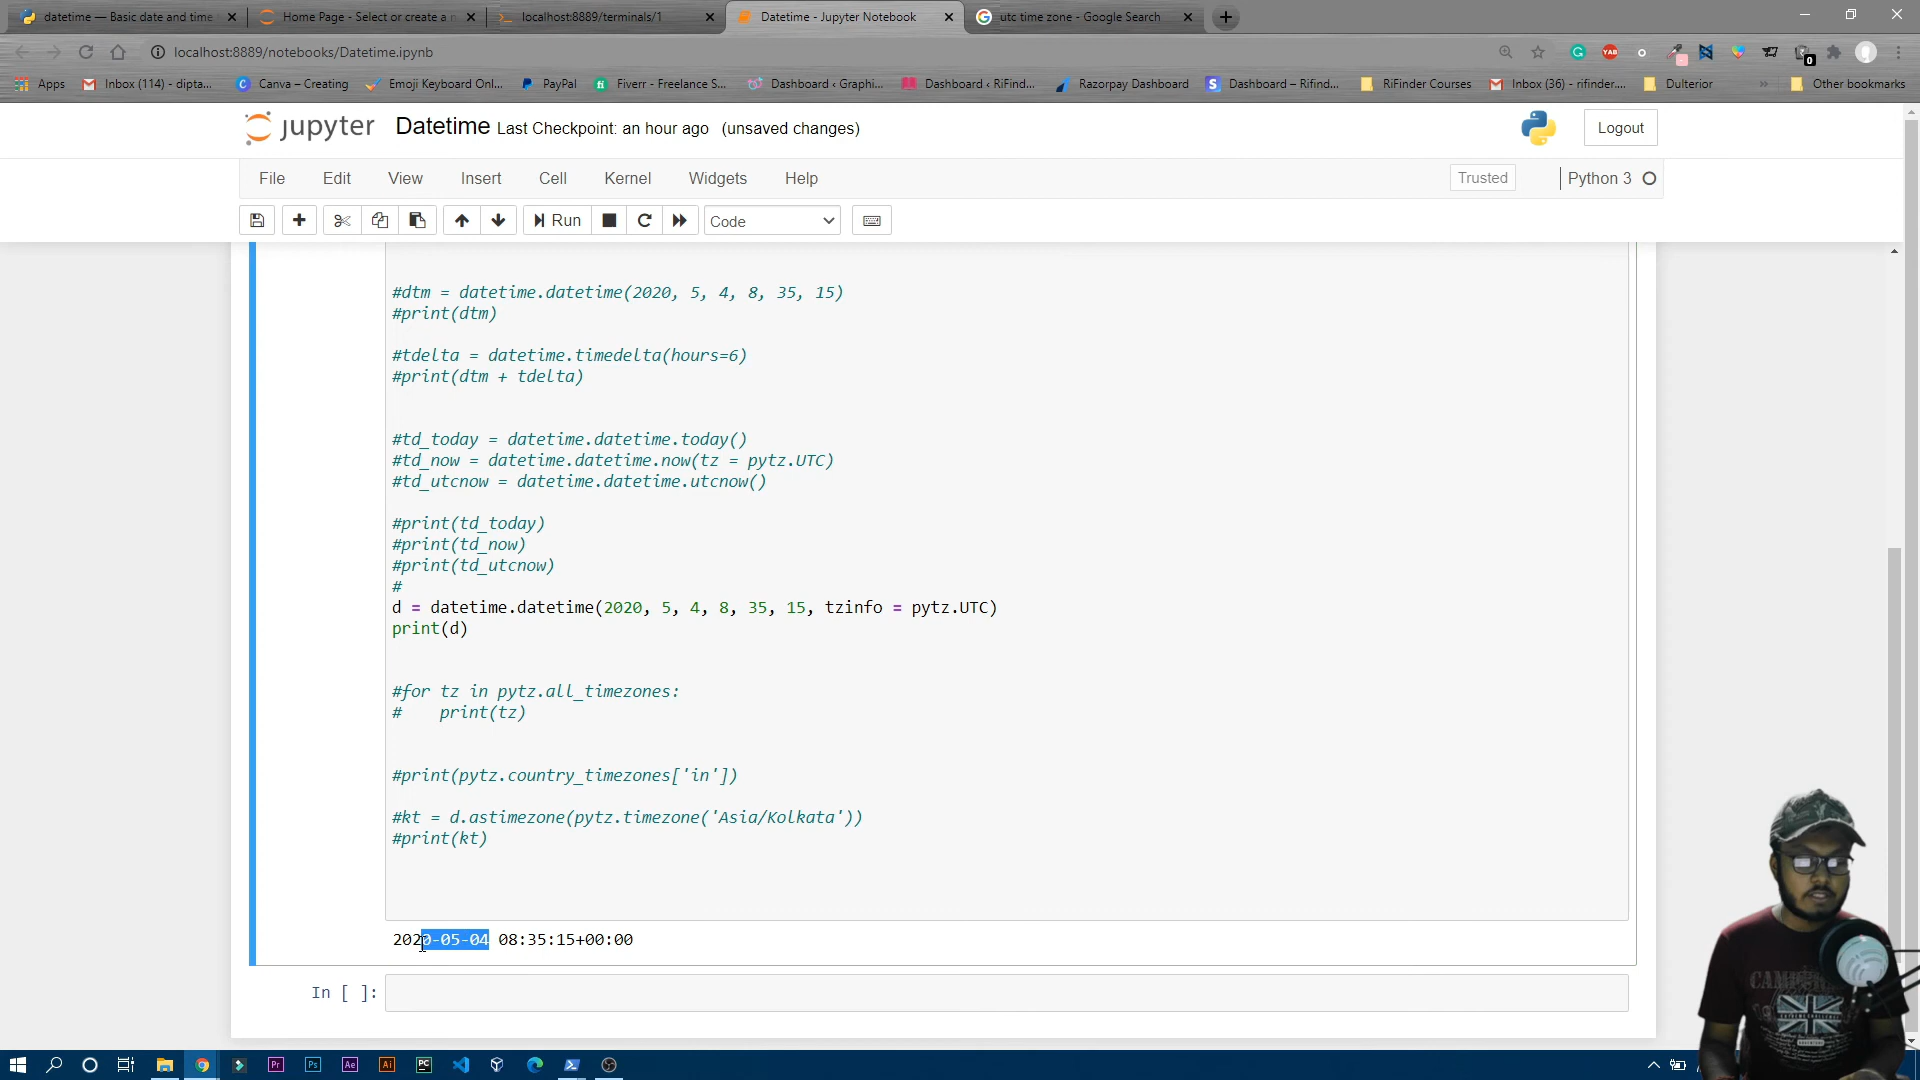 datetime — Basic date and time
Home Page - Select or create a n
localhost:8889/terminals/1
Datetime - Jupyter Notebook
utc time zone - Google Search
localhost:8889/notebooks/Datetime.ipynb
Apps
Inbox (114) - dipta...
Canva – Creating
Emoji Keyboard Onl...
PayPal
Fiverr - Freelance S...
Dashboard ‹ Graphi...
Dashboard ‹ RiFind...
Razorpay Dashboard
Dashboard – Rifind...
RiFinder Courses
Inbox (36) - rifinder....
Dulterior
»
Other bookmarks
jupyter Datetime Last Checkpoint: an hour ago (unsaved changes)
Logout
File Edit View Insert Cell Kernel Widgets Help
Trusted
Python 3
Run
Code
#dtm = datetime.datetime(2020, 5, 4, 8, 35, 15)
#print(dtm)
#tdelta = datetime.timedelta(hours=6)
#print(dtm + tdelta)
#td_today = datetime.datetime.today()
#td_now = datetime.datetime.now(tz = pytz.UTC)
#td_utcnow = datetime.datetime.utcnow()
#print(td_today)
#print(td_now)
#print(td_utcnow)
#
d = datetime.datetime(2020, 5, 4, 8, 35, 15, tzinfo = pytz.UTC)
print(d)
#for tz in pytz.all_timezones:
#    print(tz)
#print(pytz.country_timezones['in'])
#kt = d.astimezone(pytz.timezone('Asia/Kolkata'))
#print(kt)
2020-05-04 08:35:15+00:00
In [ ]: